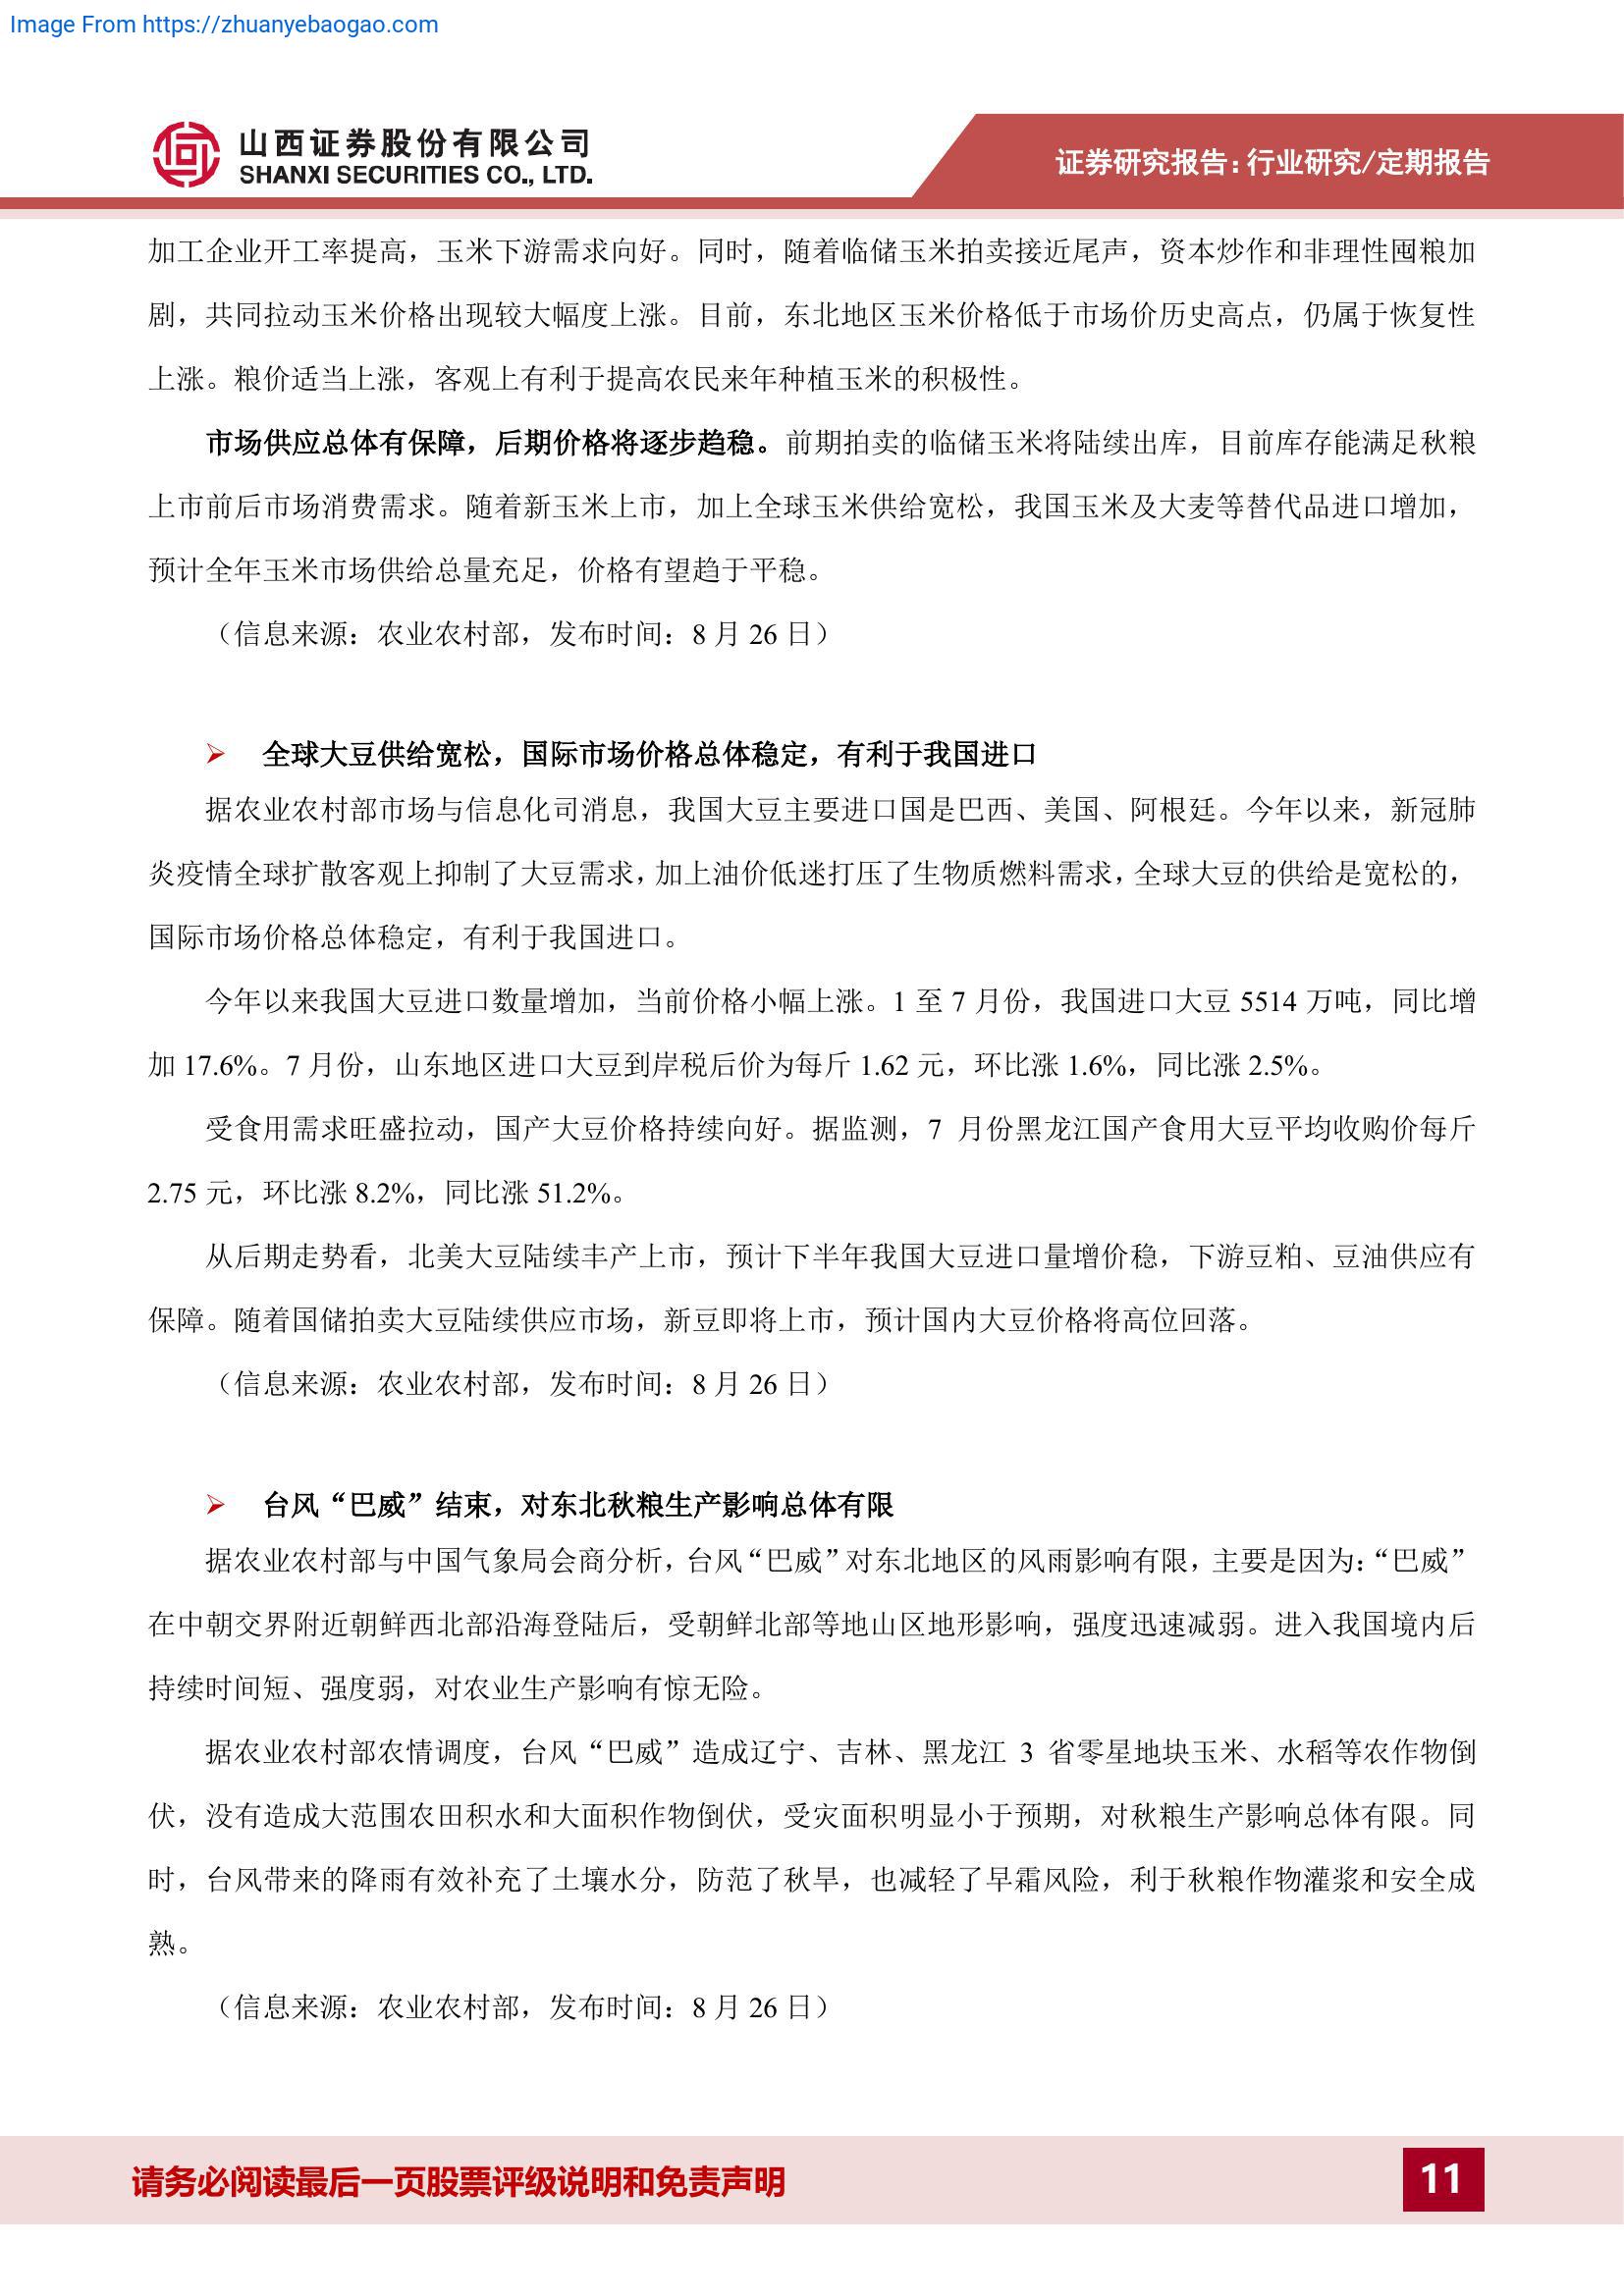 Image From https://zhuanyebaogao.com
山西证券股份有限公司
SHANXI SECURITIES CO., LTD.
证券研究报告：行业研究/定期报告
加工企业开工率提高，玉米下游需求向好。同时，随着临储玉米拍卖接近尾声，资本炒作和非理性囤粮加
剧，共同拉动玉米价格出现较大幅度上涨。目前，东北地区玉米价格低于市场价历史高点，仍属于恢复性
上涨。粮价适当上涨，客观上有利于提高农民来年种植玉米的积极性。
市场供应总体有保障，后期价格将逐步趋稳。前期拍卖的临储玉米将陆续出库，目前库存能满足秋粮
上市前后市场消费需求。随着新玉米上市，加上全球玉米供给宽松，我国玉米及大麦等替代品进口增加，
预计全年玉米市场供给总量充足，价格有望趋于平稳。
（信息来源：农业农村部，发布时间：8 月 26 日）
➢ 全球大豆供给宽松，国际市场价格总体稳定，有利于我国进口
据农业农村部市场与信息化司消息，我国大豆主要进口国是巴西、美国、阿根廷。今年以来，新冠肺
炎疫情全球扩散客观上抑制了大豆需求，加上油价低迷打压了生物质燃料需求，全球大豆的供给是宽松的，
国际市场价格总体稳定，有利于我国进口。
今年以来我国大豆进口数量增加，当前价格小幅上涨。1 至 7 月份，我国进口大豆 5514 万吨，同比增
加 17.6%。7 月份，山东地区进口大豆到岸税后价为每斤 1.62 元，环比涨 1.6%，同比涨 2.5%。
受食用需求旺盛拉动，国产大豆价格持续向好。据监测，7 月份黑龙江国产食用大豆平均收购价每斤
2.75 元，环比涨 8.2%，同比涨 51.2%。
从后期走势看，北美大豆陆续丰产上市，预计下半年我国大豆进口量增价稳，下游豆粕、豆油供应有
保障。随着国储拍卖大豆陆续供应市场，新豆即将上市，预计国内大豆价格将高位回落。
（信息来源：农业农村部，发布时间：8 月 26 日）
➢ 台风“巴威”结束，对东北秋粮生产影响总体有限
据农业农村部与中国气象局会商分析，台风“巴威”对东北地区的风雨影响有限，主要是因为：“巴威”
在中朝交界附近朝鲜西北部沿海登陆后，受朝鲜北部等地山区地形影响，强度迅速减弱。进入我国境内后
持续时间短、强度弱，对农业生产影响有惊无险。
据农业农村部农情调度，台风“巴威”造成辽宁、吉林、黑龙江 3 省零星地块玉米、水稻等农作物倒
伏，没有造成大范围农田积水和大面积作物倒伏，受灾面积明显小于预期，对秋粮生产影响总体有限。同
时，台风带来的降雨有效补充了土壤水分，防范了秋旱，也减轻了早霜风险，利于秋粮作物灌浆和安全成
熟。
（信息来源：农业农村部，发布时间：8 月 26 日）
请务必阅读最后一页股票评级说明和免责声明
11